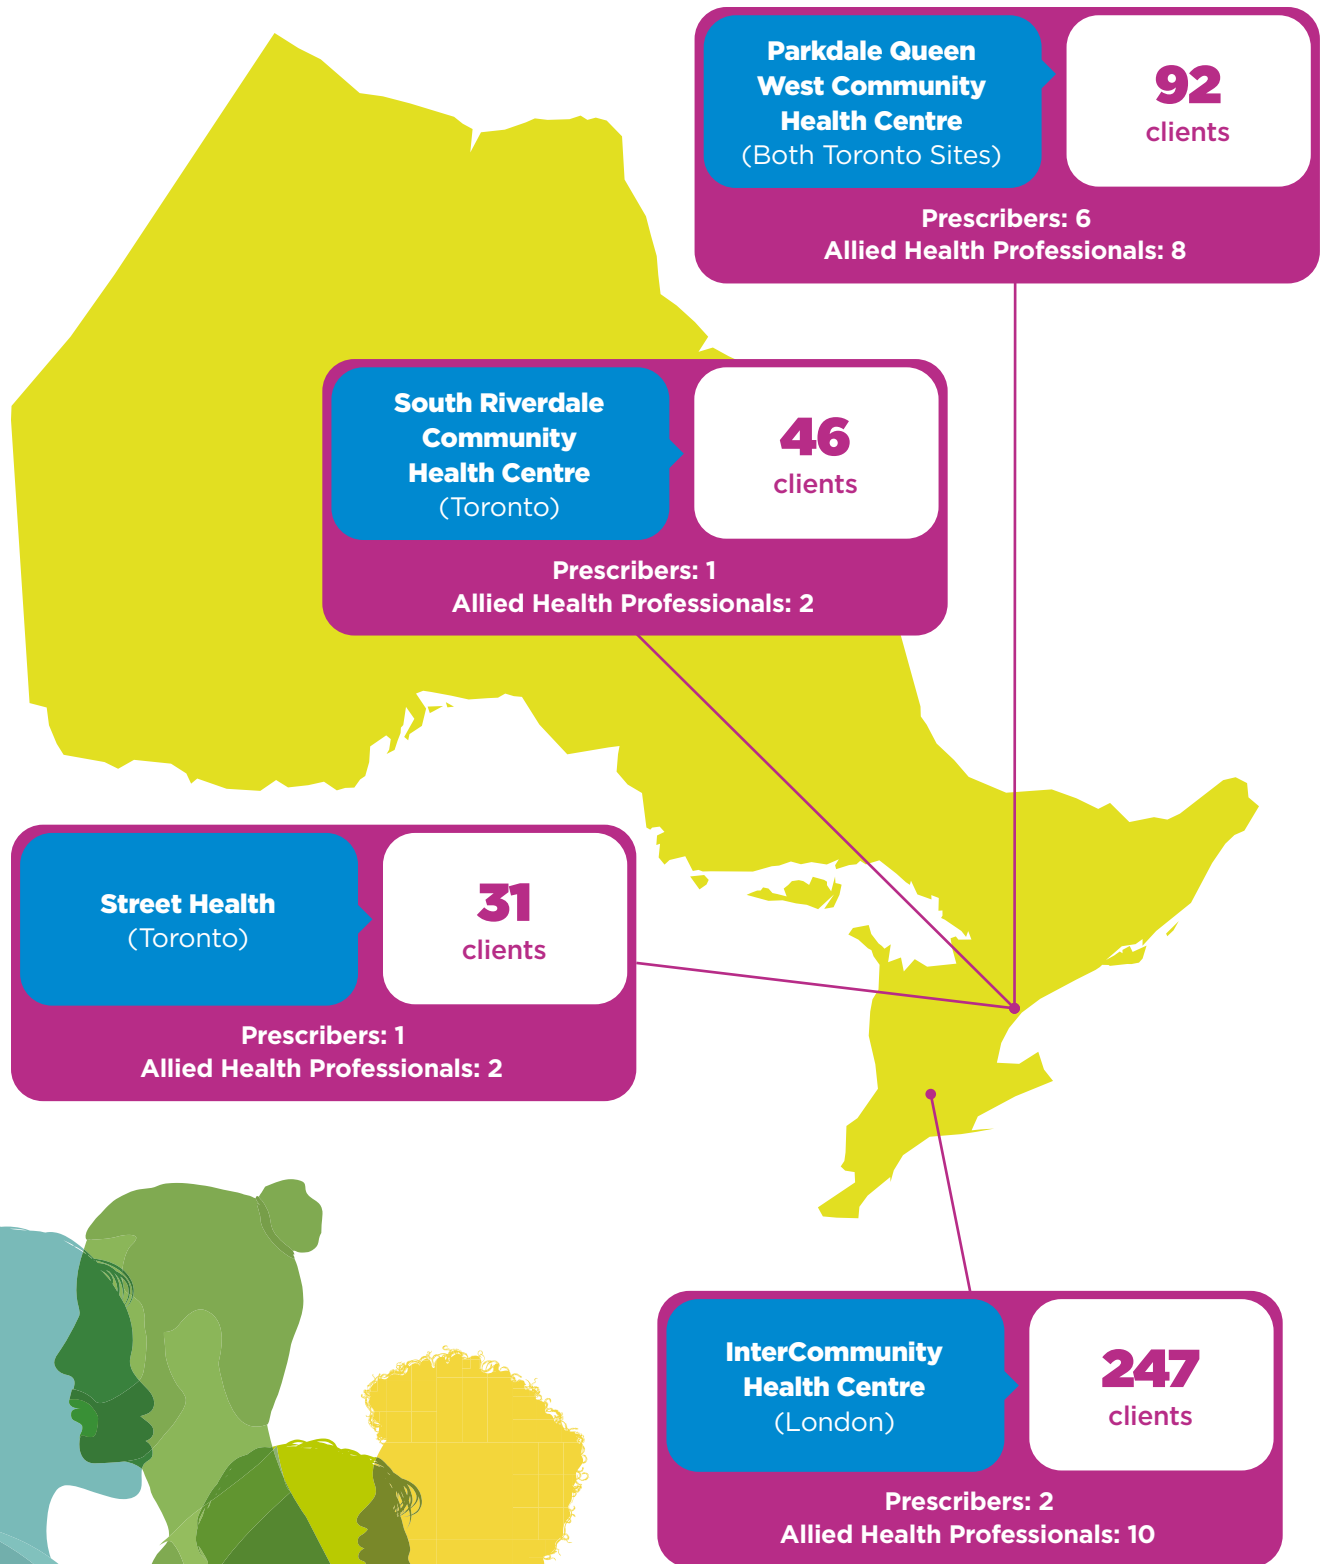 Parkdale Queen
West Community
Health Centre
(Both Toronto Sites)
92
clients
Prescribers: 6
Allied Health Professionals: 8
South Riverdale
Community
Health Centre
(Toronto)
46
clients
Prescribers: 1
Allied Health Professionals: 2
Street Health
(Toronto)
31
clients
Prescribers: 1
Allied Health Professionals: 2
InterCommunity
Health Centre
(London)
247
clients
Prescribers: 2
Allied Health Professionals: 10